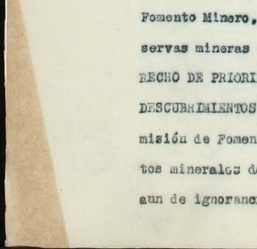 Fomento Minero,
servas mineras
RECHO DE PRIORI
DESCUBRIMIENTOS
misión de Fomen
tos minerales d
aun de ignoranc